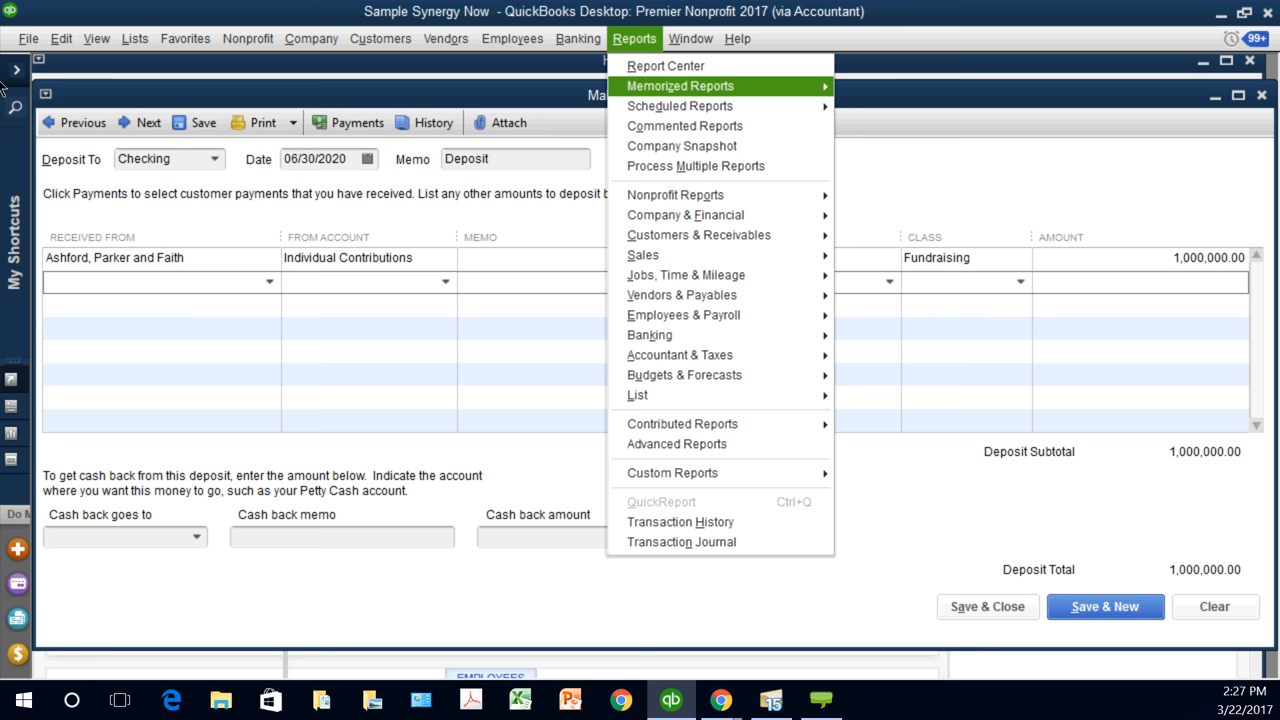 Sample Synergy Now - QuickBooks Desktop: Premier Nonprofit 2017 (via Accountant)
File Edit View Lists Favorites Nonprofit Company Customers Vendors Employees Banking Reports Window Help 99+
Previous Next Save Print Payments History Attach
Deposit To Checking Date 06/30/2020 Memo Deposit
Click Payments to select customer payments that you have received. List any other amounts to deposit
RECEIVED FROM FROM ACCOUNT MEMO CLASS AMOUNT
Ashford, Parker and Faith Individual Contributions Fundraising 1,000,000.00
Report Center
Memorized Reports
Scheduled Reports
Commented Reports
Company Snapshot
Process Multiple Reports
Nonprofit Reports
Company & Financial
Customers & Receivables
Sales
Jobs, Time & Mileage
Vendors & Payables
Employees & Payroll
Banking
Accountant & Taxes
Budgets & Forecasts
List
Contributed Reports
Advanced Reports
Custom Reports
QuickReport Ctrl+Q
Transaction History
Transaction Journal
My Shortcuts
Deposit Subtotal 1,000,000.00
To get cash back from this deposit, enter the amount below. Indicate the account
where you want this money to go, such as your Petty Cash account.
Cash back goes to Cash back memo Cash back amount
Deposit Total 1,000,000.00
Save & Close Save & New Clear
EMPLOYEES
15
2:27 PM
3/22/2017